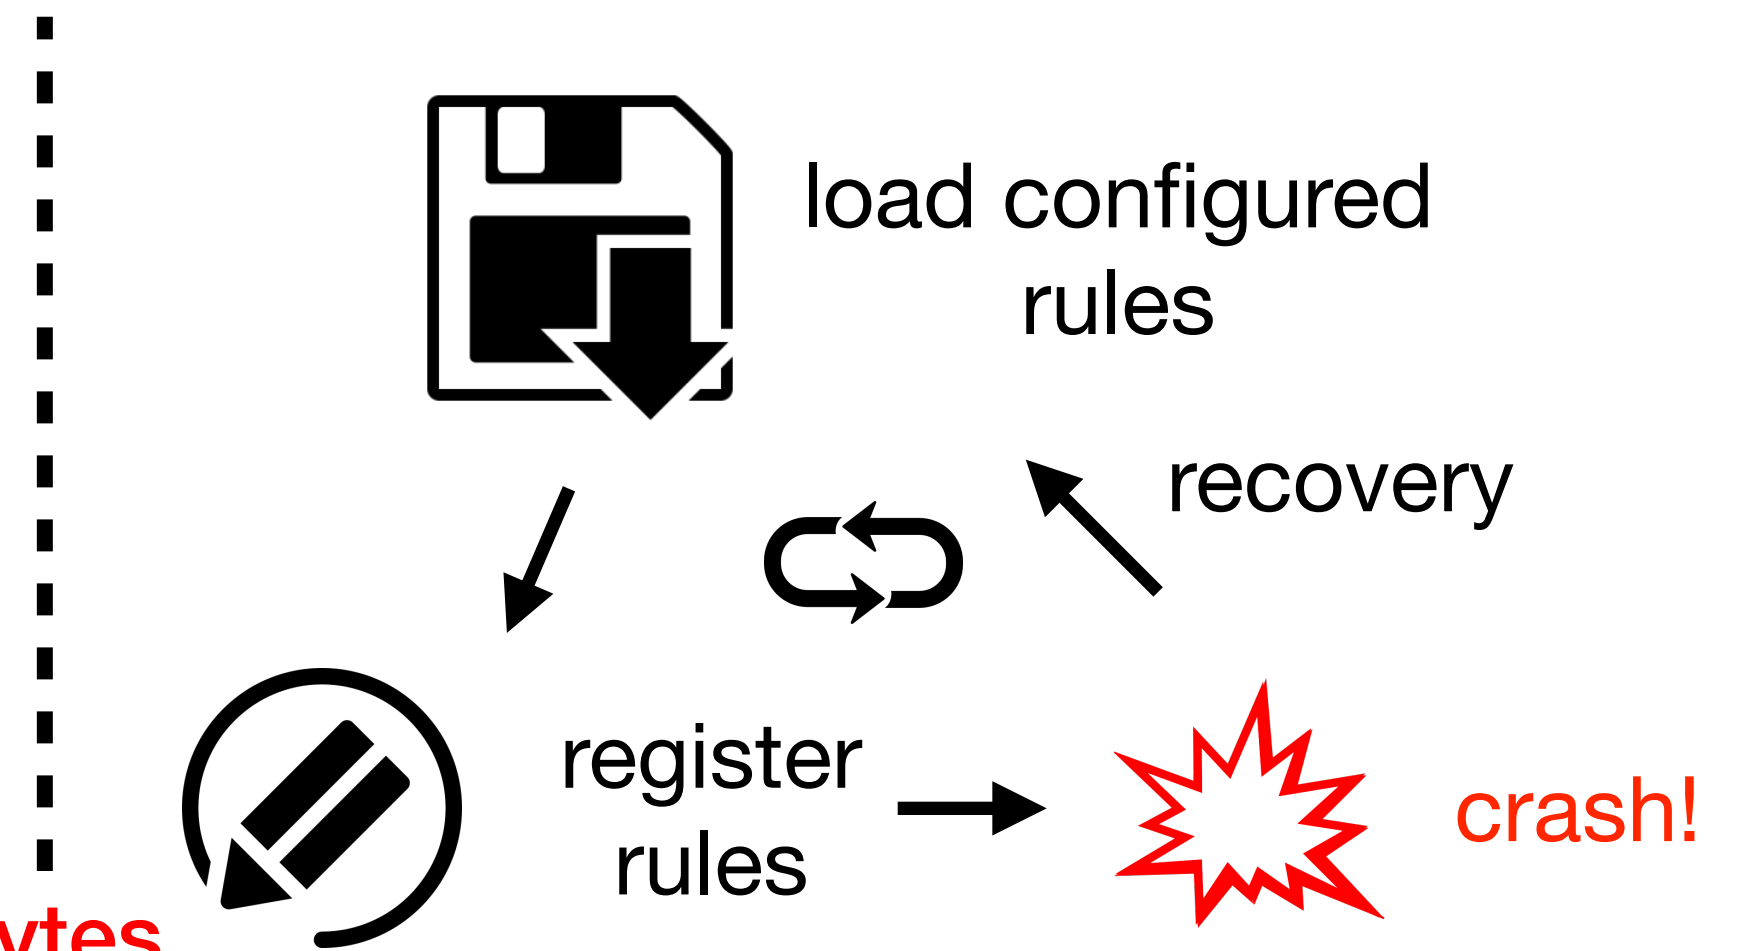 load configured
rules
recovery
register
rules
crash!